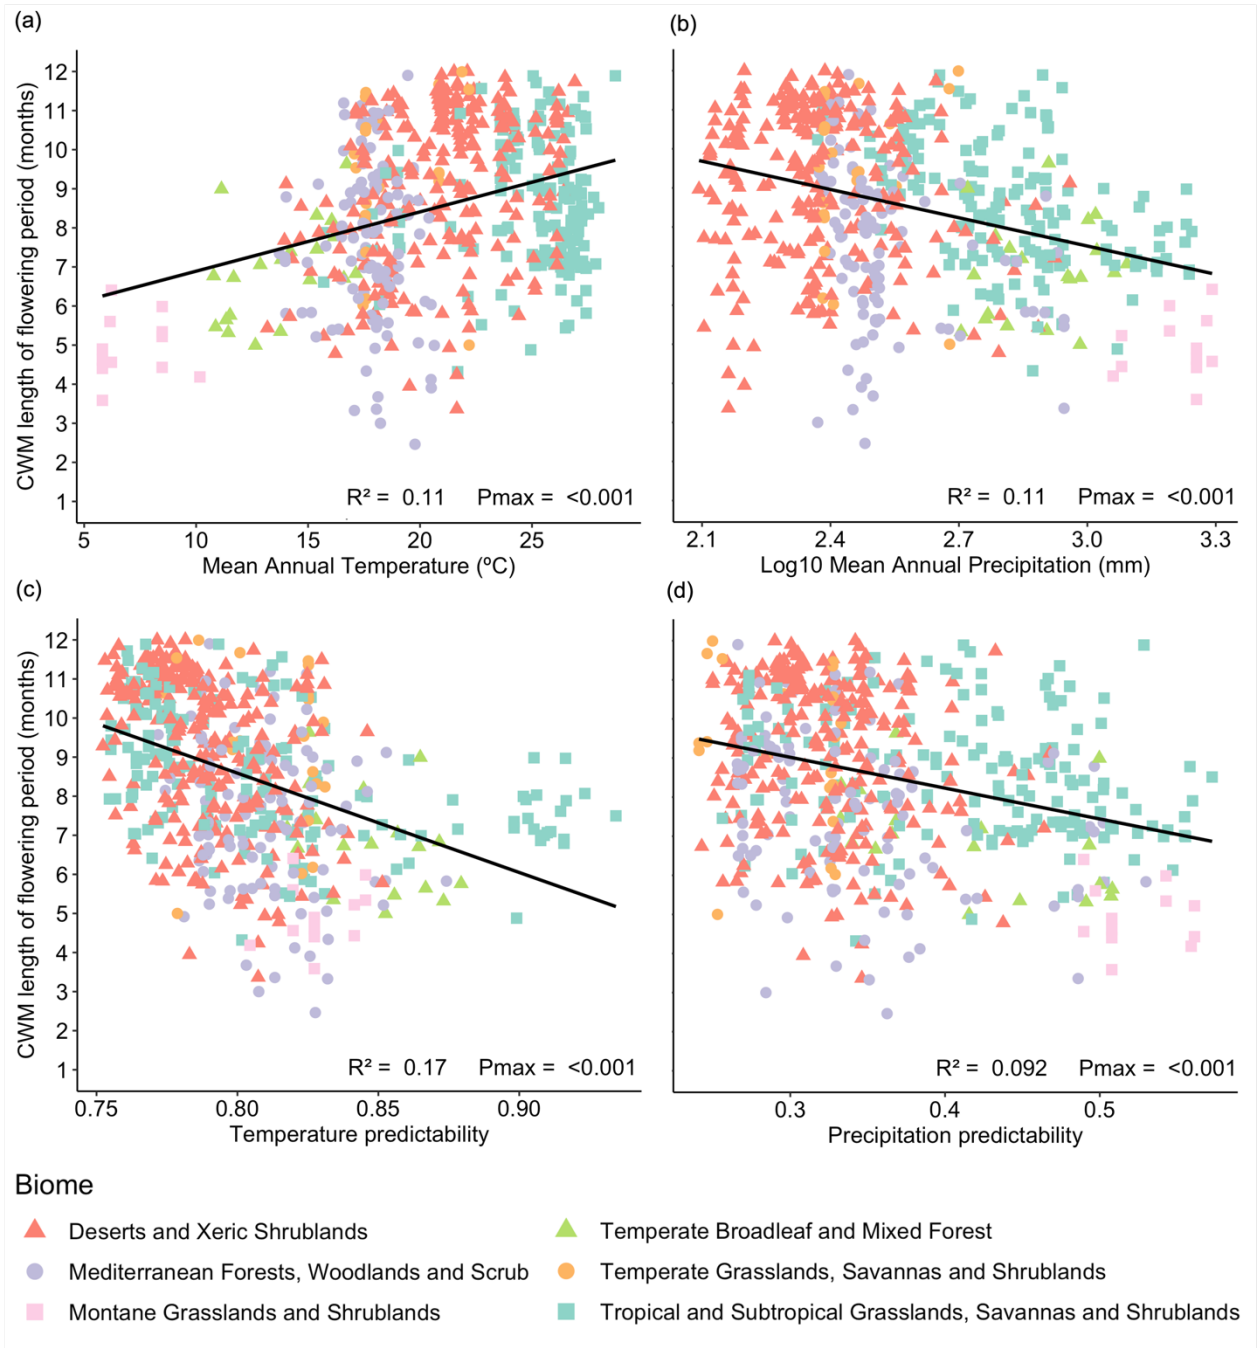 (a)
CWM length of flowering period (months)
12
11
10
9
8
7
6
5
4
3
2
1
R² = 0.11 Pmax = <0.001
5 10 15 20 25
Mean Annual Temperature (ºC)
(b)
R² = 0.11 Pmax = <0.001
2.1 2.4 2.7 3.0 3.3
Log10 Mean Annual Precipitation (mm)
(c)
CWM length of flowering period (months)
12
11
10
9
8
7
6
5
4
3
2
1
R² = 0.17 Pmax = <0.001
0.75 0.80 0.85 0.90
Temperature predictability
(d)
R² = 0.092 Pmax = <0.001
0.3 0.4 0.5
Precipitation predictability
Biome
Deserts and Xeric Shrublands
Mediterranean Forests, Woodlands and Scrub
Montane Grasslands and Shrublands
Temperate Broadleaf and Mixed Forest
Temperate Grasslands, Savannas and Shrublands
Tropical and Subtropical Grasslands, Savannas and Shrublands